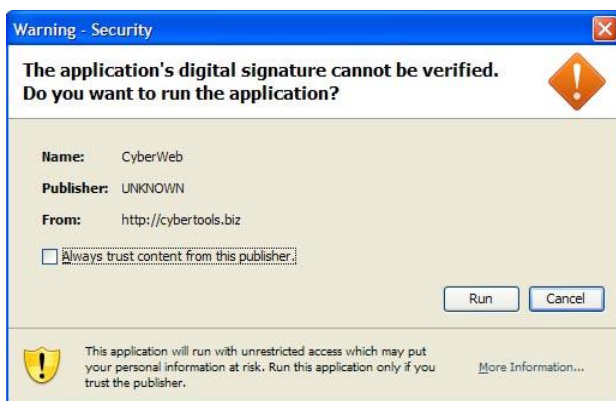 Warning - Security
The application's digital signature cannot be verified.
Do you want to run the application?
Name: CyberWeb
Publisher: UNKNOWN
From: http://cybertools.biz
Always trust content from this publisher.
Run Cancel
This application will run with unrestricted access which may put
your personal information at risk. Run this application only if you
trust the publisher.
More Information...